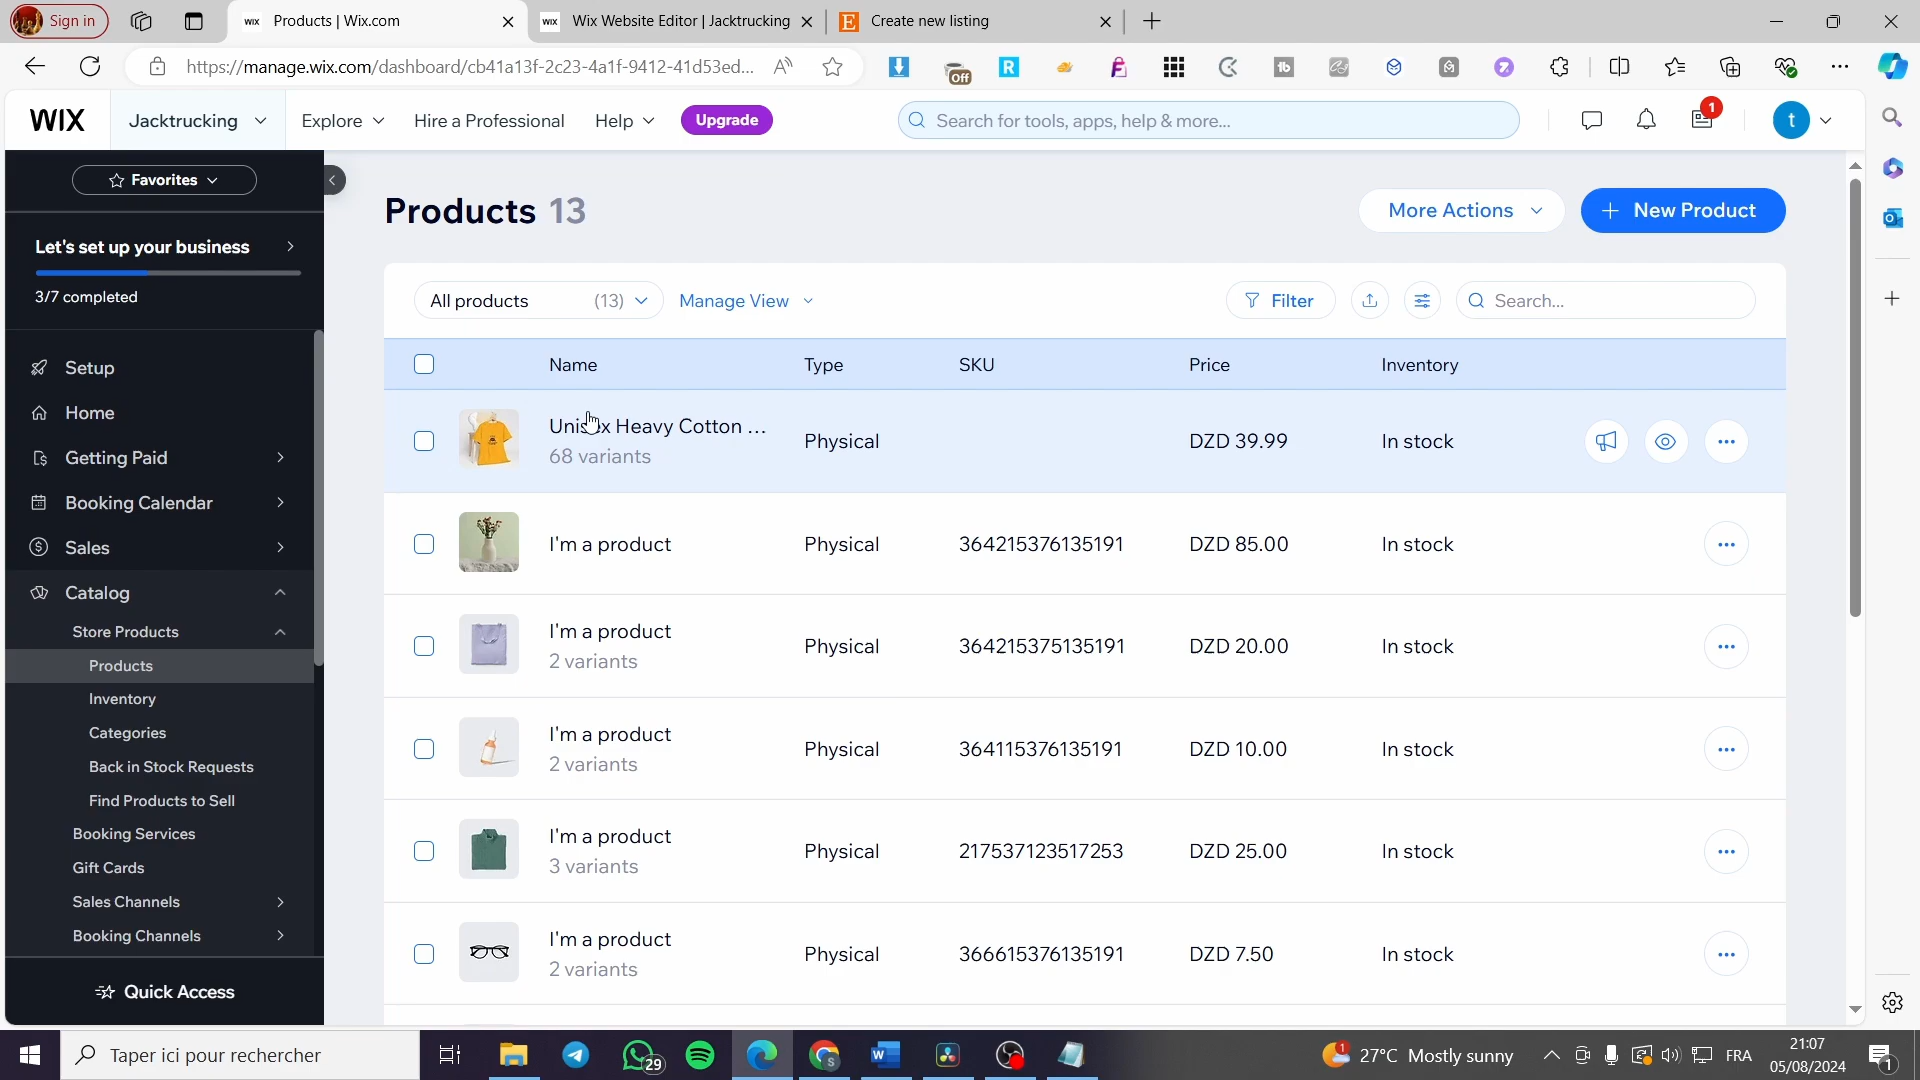 Sign in
WIX Products | Wix.com
WIX Wix Website Editor | Jacktrucking
E Create new listing
https://manage.wix.com/dashboard/cb41a13f-2c23-4a1f-9412-41d53ed...
Off
WIX
Jacktrucking
Explore
Hire a Professional
Help
Upgrade
Search for tools, apps, help & more...
1
t
Favorites
Let's set up your business
3/7 completed
Setup
Home
Getting Paid
Booking Calendar
Sales
Catalog
Store Products
Products
Inventory
Categories
Back in Stock Requests
Find Products to Sell
Booking Services
Gift Cards
Sales Channels
Booking Channels
Quick Access
Products 13
More Actions
+ New Product
All products (13)
Manage View
Filter
Search...
Name Type SKU Price Inventory
Unisex Heavy Cotton ... Physical DZD 39.99 In stock
68 variants
I'm a product Physical 364215376135191 DZD 85.00 In stock
I'm a product Physical 364215375135191 DZD 20.00 In stock
2 variants
I'm a product Physical 364115376135191 DZD 10.00 In stock
2 variants
I'm a product Physical 217537123517253 DZD 25.00 In stock
3 variants
I'm a product Physical 366615376135191 DZD 7.50 In stock
2 variants
Taper ici pour rechercher
29
27°C Mostly sunny
FRA
21:07
05/08/2024
1